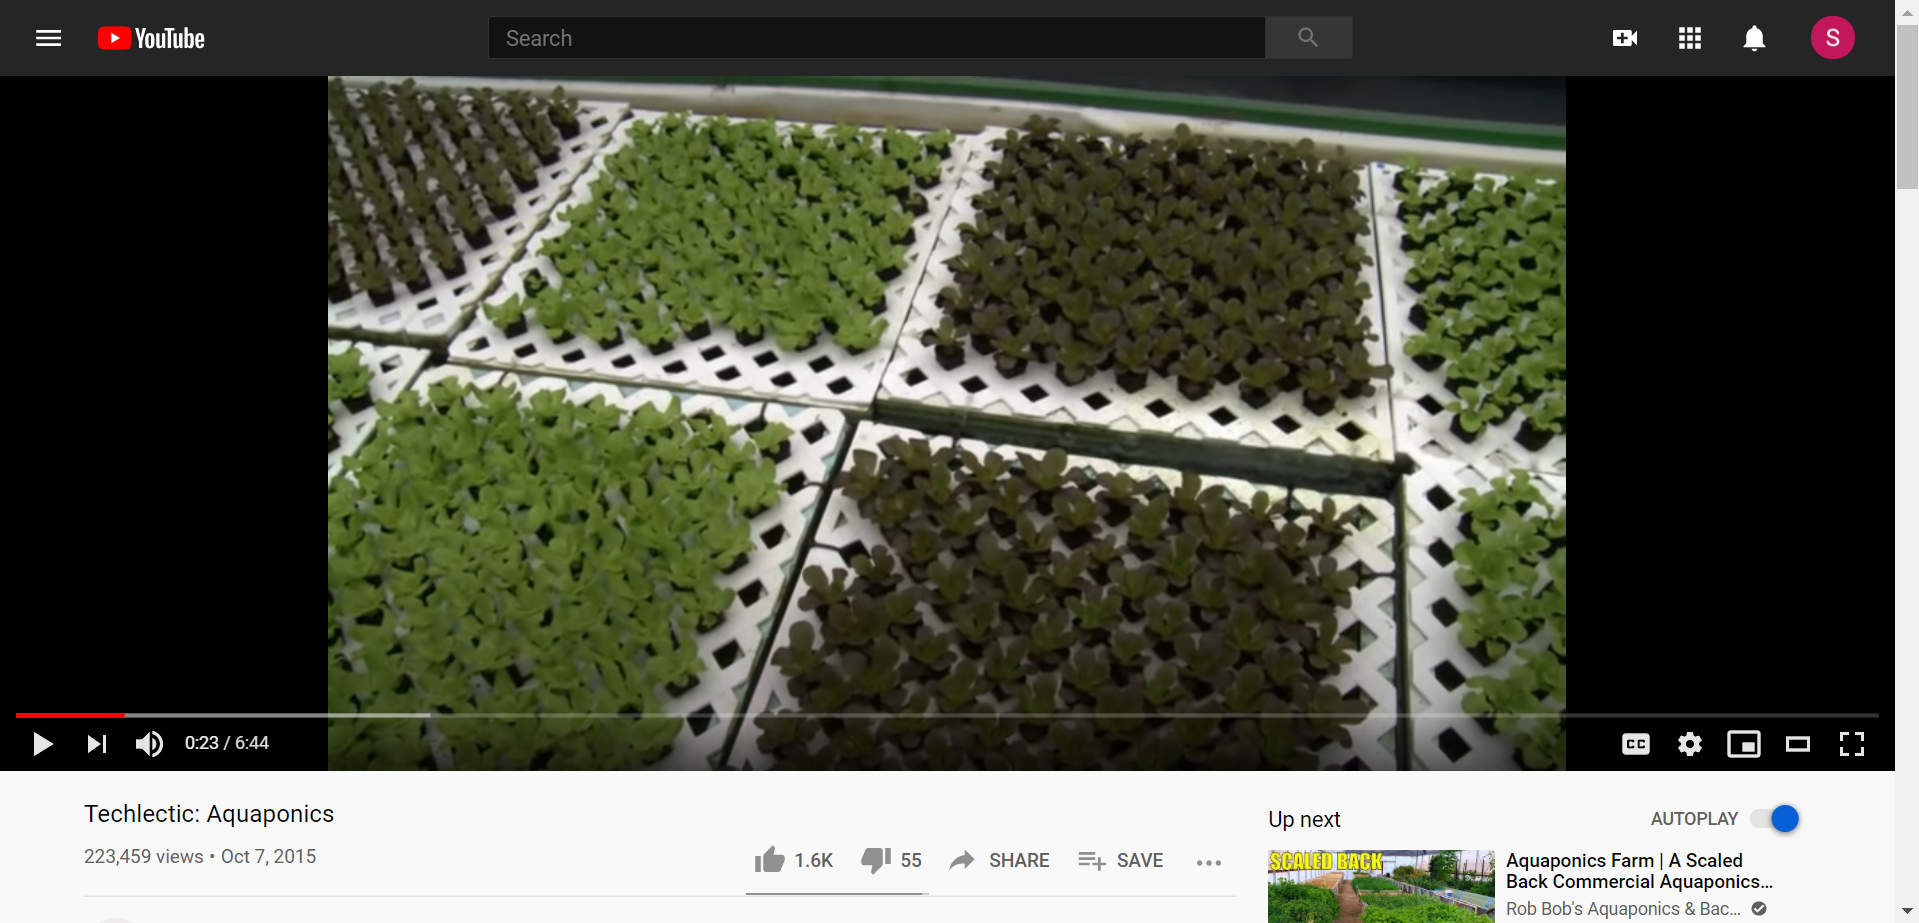 YouTube
Search
S
0:23 / 6:44
CC
Techlectic: Aquaponics
223,459 views • Oct 7, 2015
1.6K
55
SHARE
SAVE
Up next
AUTOPLAY
SCALED BACK
Aquaponics Farm | A Scaled
Back Commercial Aquaponics...
Rob Bob's Aquaponics & Bac...